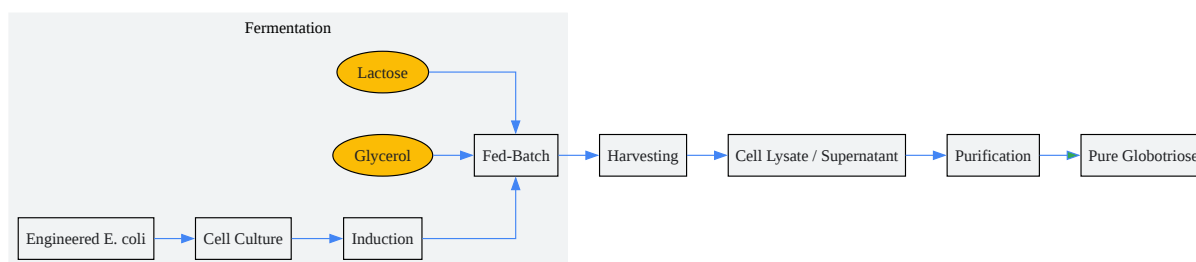 Fermentation
Lactose
Glycerol
Fed-Batch
Harvesting
Cell Lysate / Supernatant
Purification
Pure Globotriose
Engineered E. coli
Cell Culture
Induction